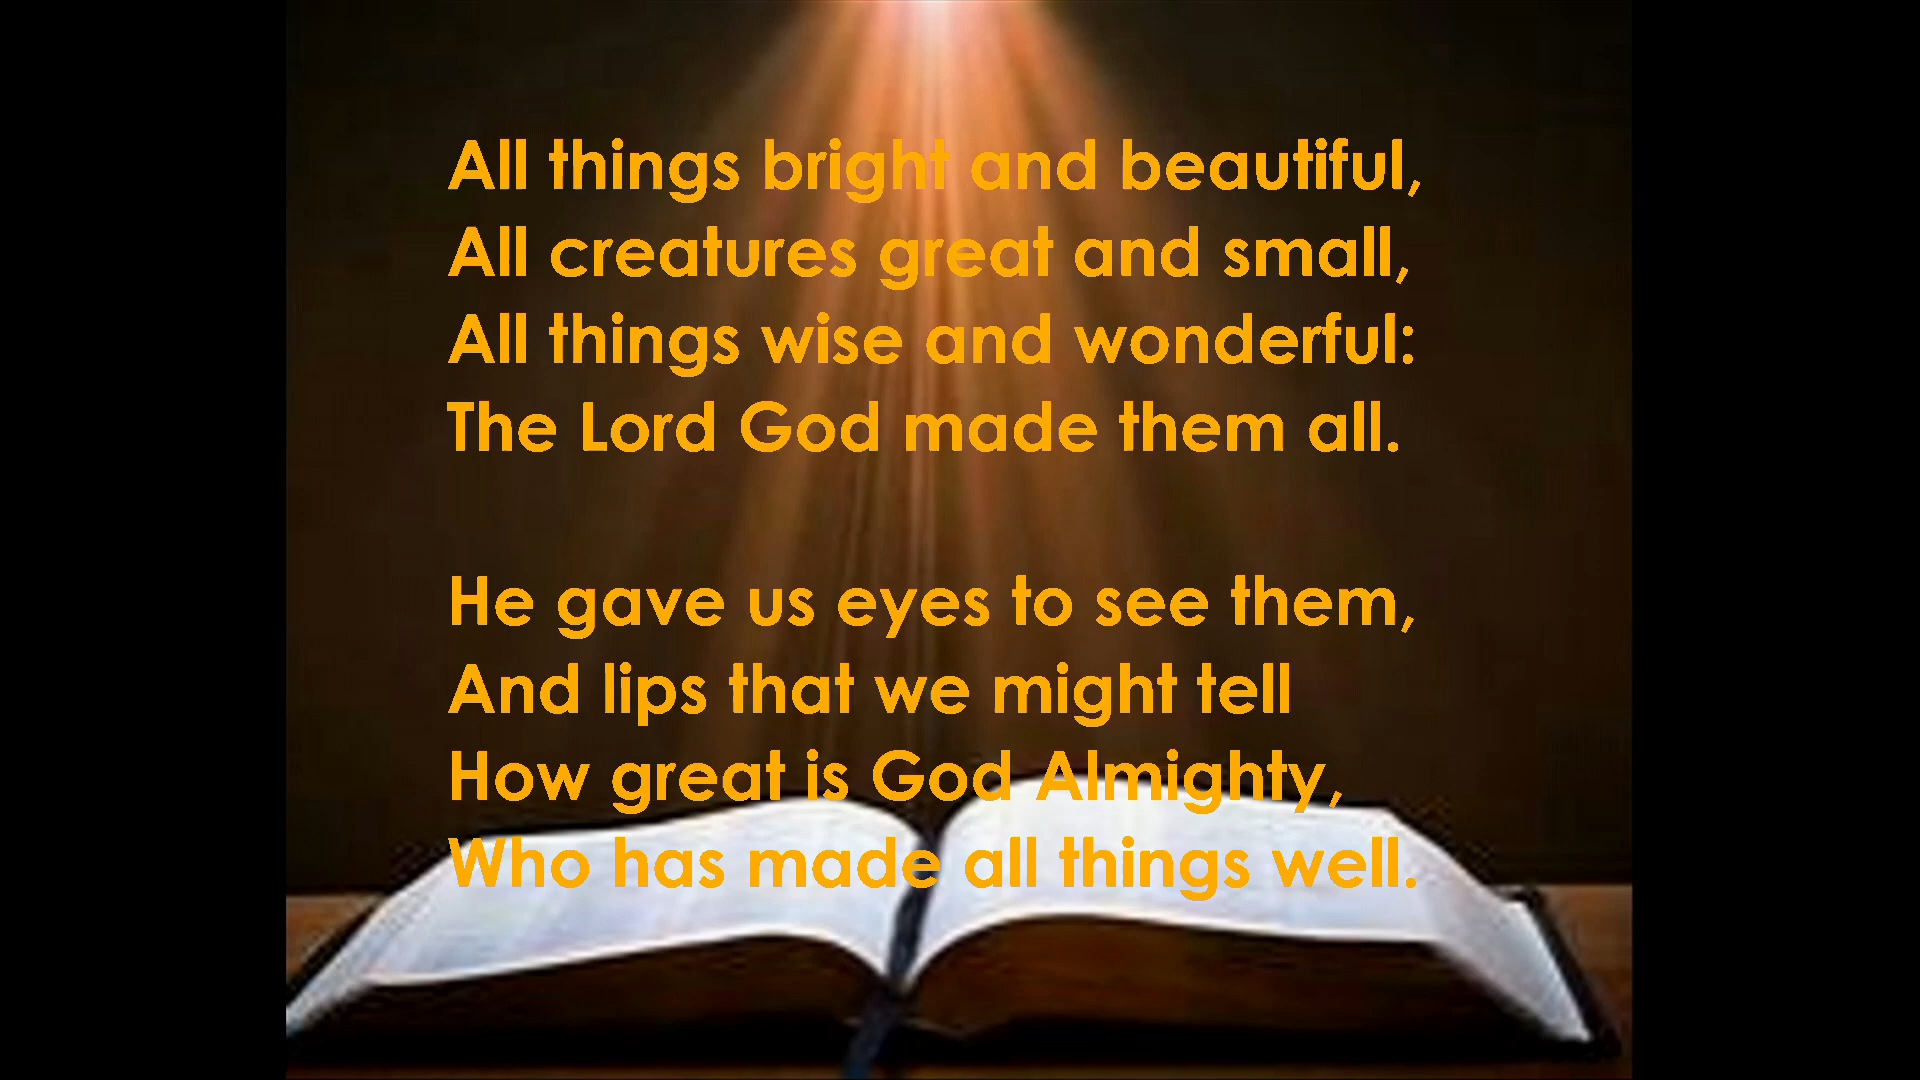 All things bright and beautiful,
All creatures great and small,
All things wise and wonderful:
The Lord God made them all.
He gave us eyes to see them,
And lips that we might tell
How great is God Almighty,
Who has made all things well.